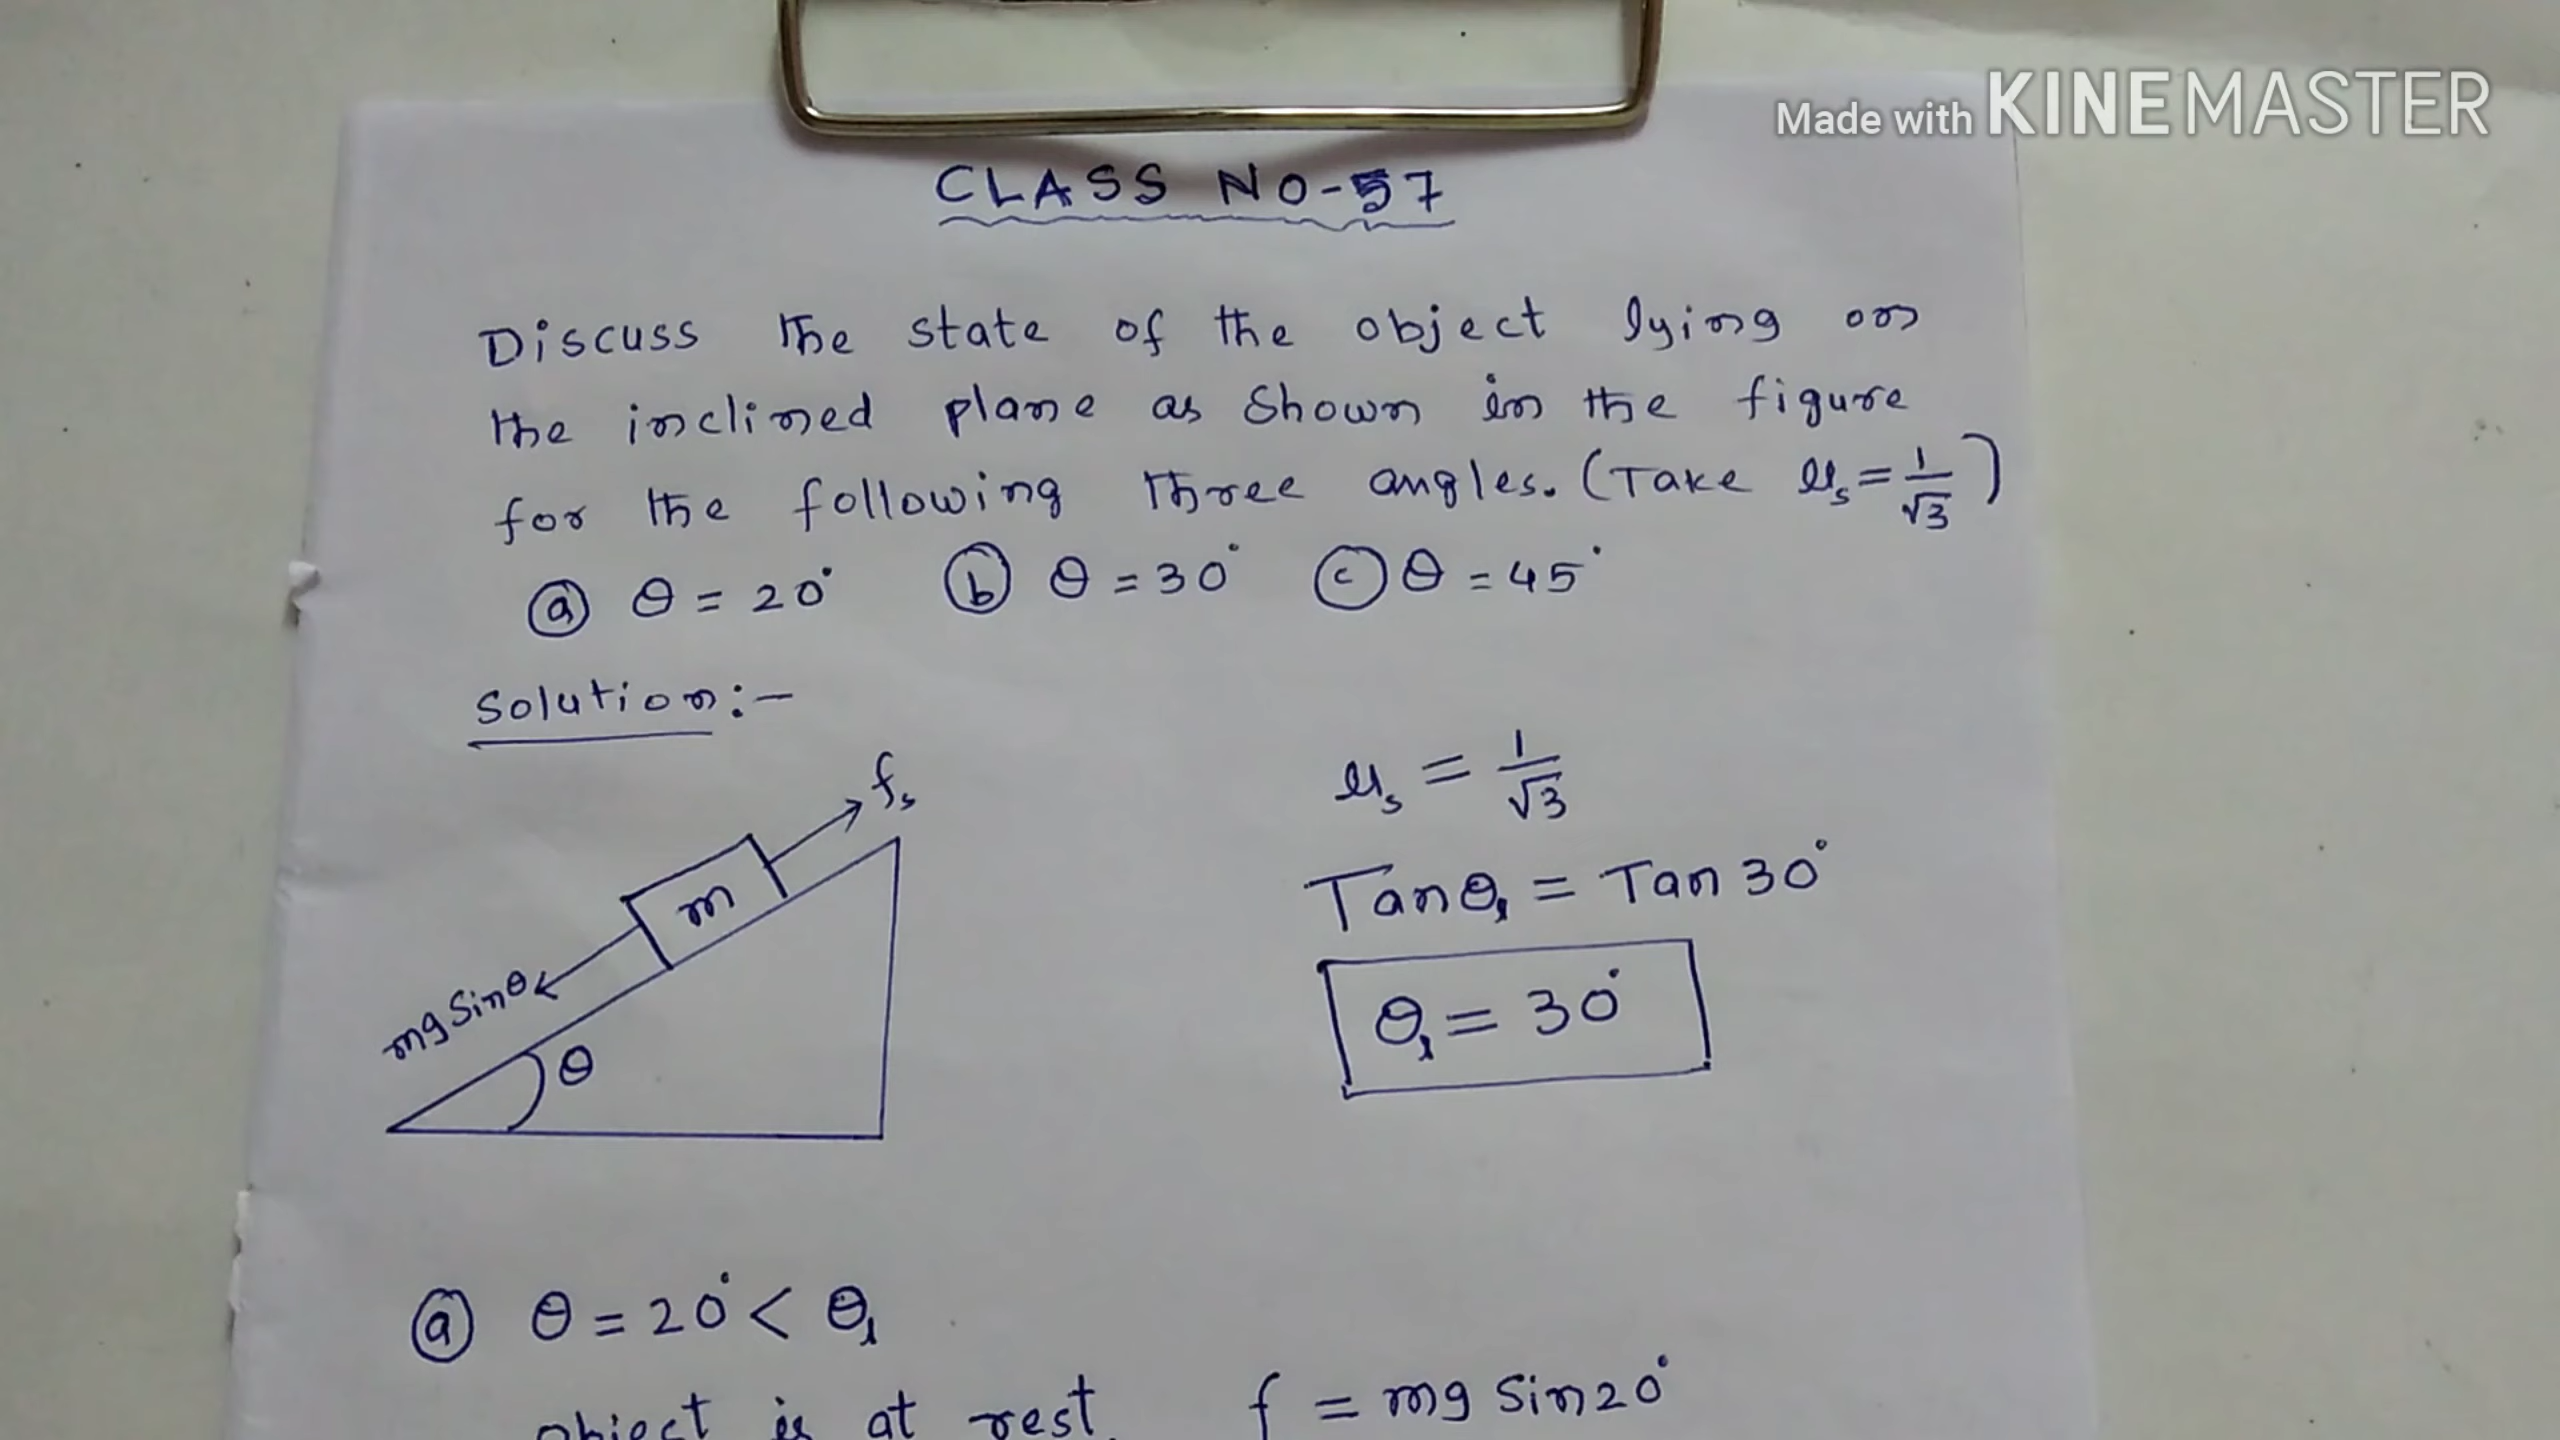 Made with KINEMASTER
CLASS NO-57
Discuss the state of the object lying on
the inclined plane as shown in the figure
for the following three angles. (Take μₛ = 1/√3)
(a) θ = 20° (b) θ = 30° (c) θ = 45°
Solution:-
fₛ
m
mg Sinθ
θ
μₛ = 1/√3
Tanθ₁ = Tan 30°
θ₁ = 30°
(a) θ = 20° < θ₁
object is at rest. f = mg Sin20°